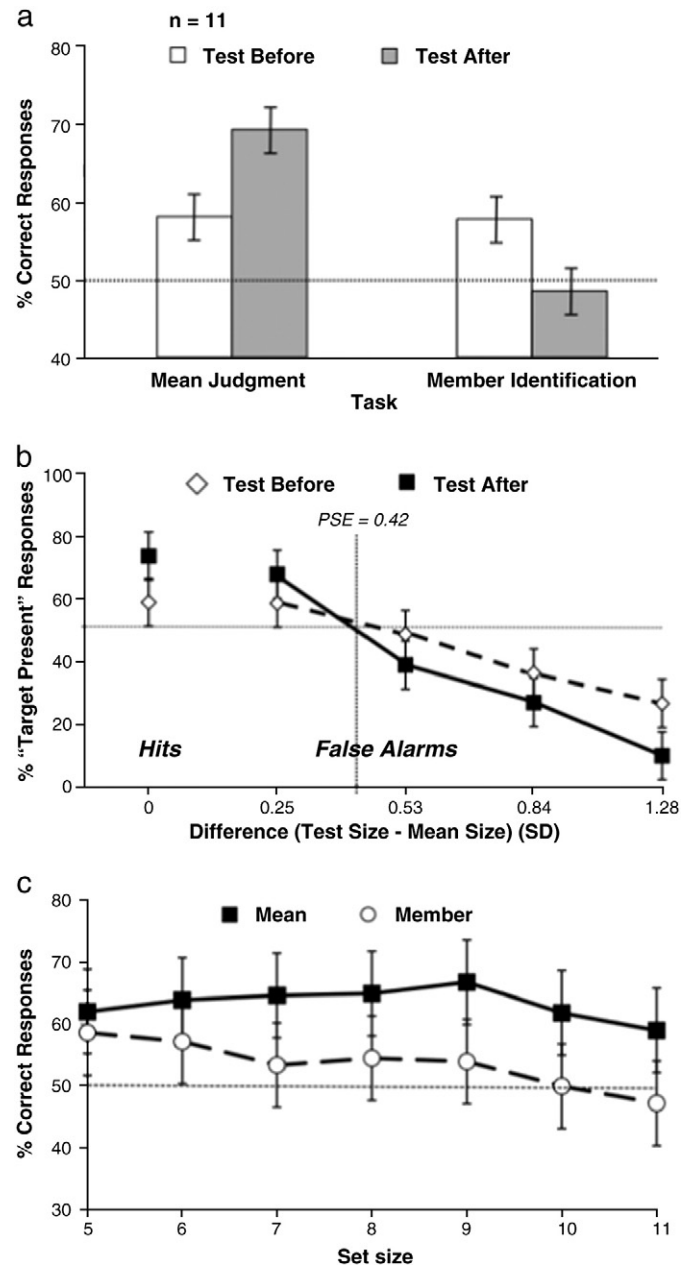 a
n = 11
Test Before
Test After
80
70
60
50
40
% Correct Responses
Mean Judgment
Member Identification
Task
b
Test Before
Test After
100
80
60
40
20
0
% “Target Present” Responses
PSE = 0.42
Hits
False Alarms
0
0.25
0.53
0.84
1.28
Difference (Test Size - Mean Size) (SD)
c
Mean
Member
80
70
60
50
40
30
% Correct Responses
5
6
7
8
9
10
11
Set size